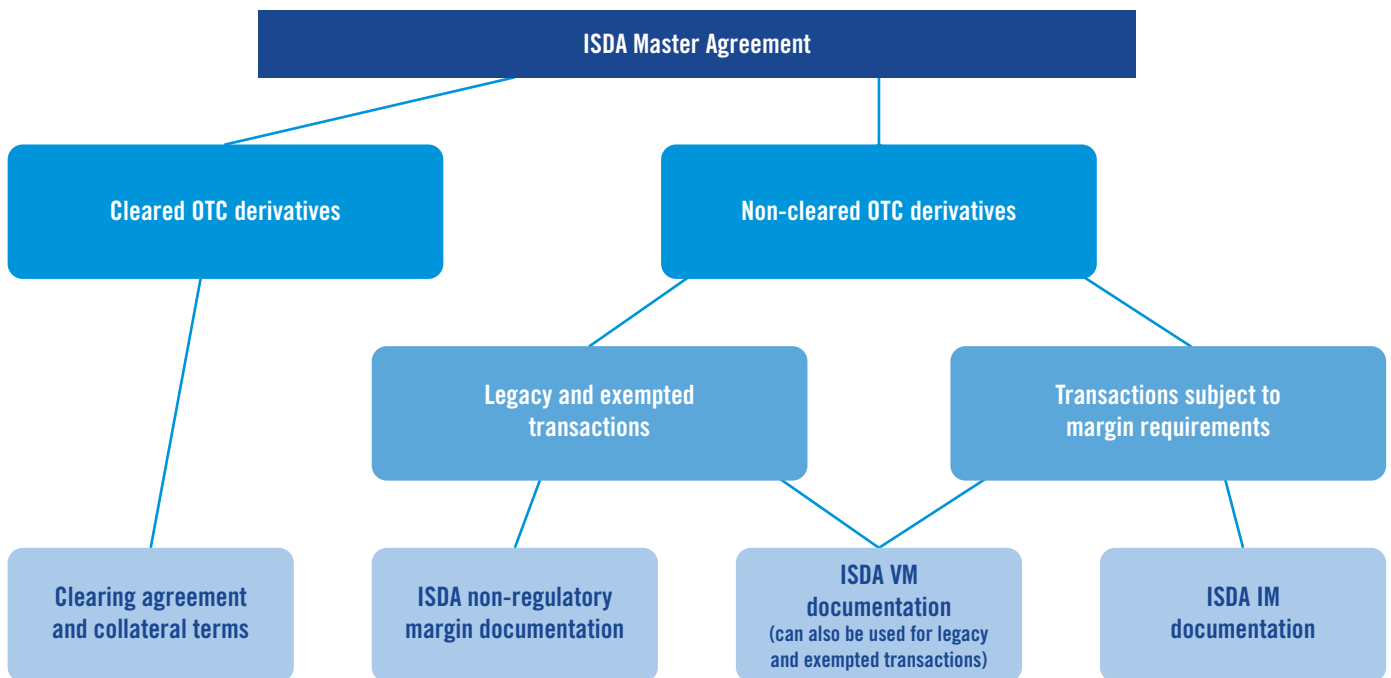 ISDA Master Agreement
Cleared OTC derivatives
Non-cleared OTC derivatives
Legacy and exempted
transactions
Transactions subject to
margin requirements
Clearing agreement
and collateral terms
ISDA non-regulatory
margin documentation
ISDA VM
documentation
(can also be used for legacy
and exempted transactions)
ISDA IM
documentation